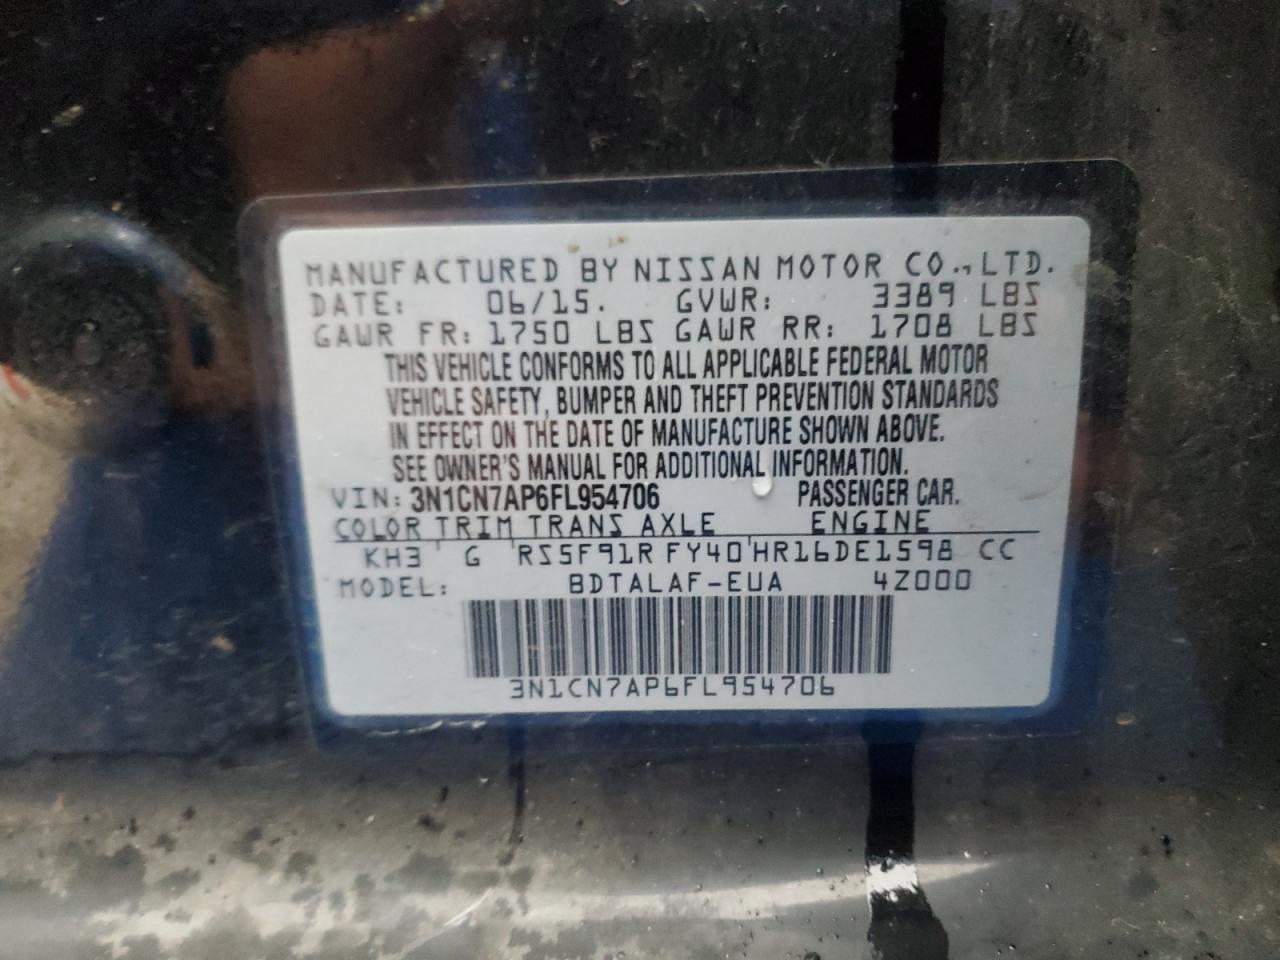 MANUFACTURED BY NISSAN MOTOR CO., LTD.
DATE: 06/15. GVWR: 3389 LBS
GAWR FR: 1750 LBS GAWR RR: 1708 LBS
THIS VEHICLE CONFORMS TO ALL APPLICABLE FEDERAL MOTOR
VEHICLE SAFETY, BUMPER AND THEFT PREVENTION STANDARDS
IN EFFECT ON THE DATE OF MANUFACTURE SHOWN ABOVE.
SEE OWNER'S MANUAL FOR ADDITIONAL INFORMATION.
VIN: 3N1CN7AP6FL954706 PASSENGER CAR.
COLOR TRIM TRANS AXLE ENGINE
KH3 G RS5F91R FY40 HR16DE1598 CC
MODEL: BDTALAF-EUA 4Z000
3N1CN7AP6FL954706